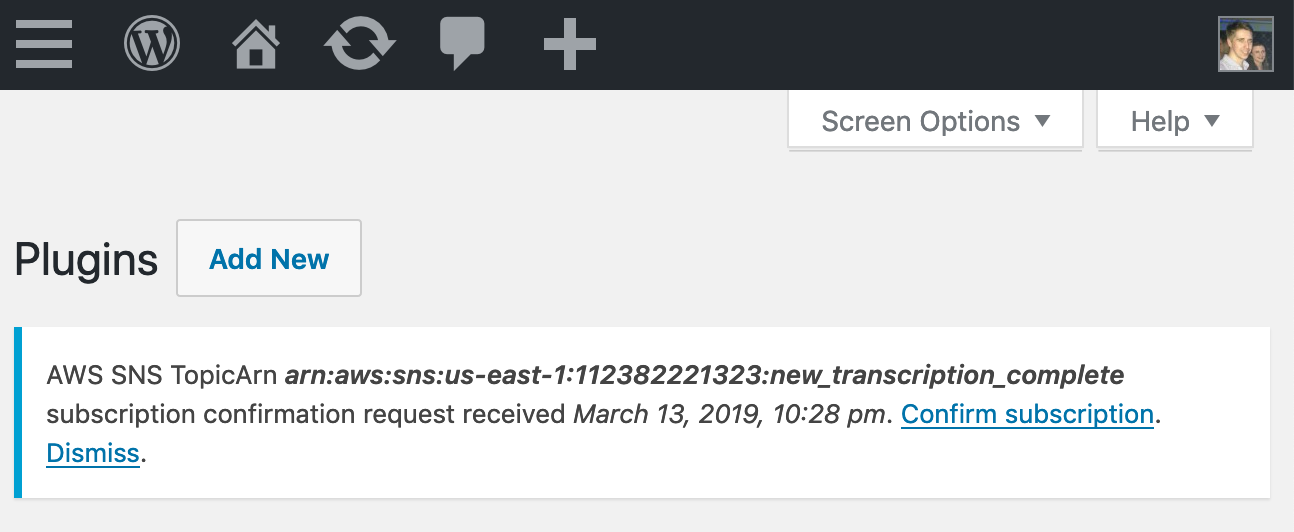 Screen Options ▼
Help ▼
Plugins
Add New
AWS SNS TopicArn arn:aws:sns:us-east-1:112382221323:new_transcription_complete
subscription confirmation request received March 13, 2019, 10:28 pm. Confirm subscription.
Dismiss.